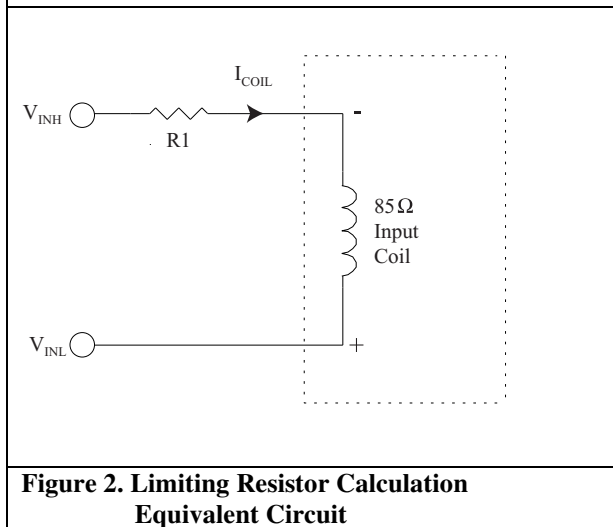 I_COIL
V_INH
-
R1
85Ω
Input
Coil
V_INL
+
Figure 2. Limiting Resistor Calculation
Equivalent Circuit